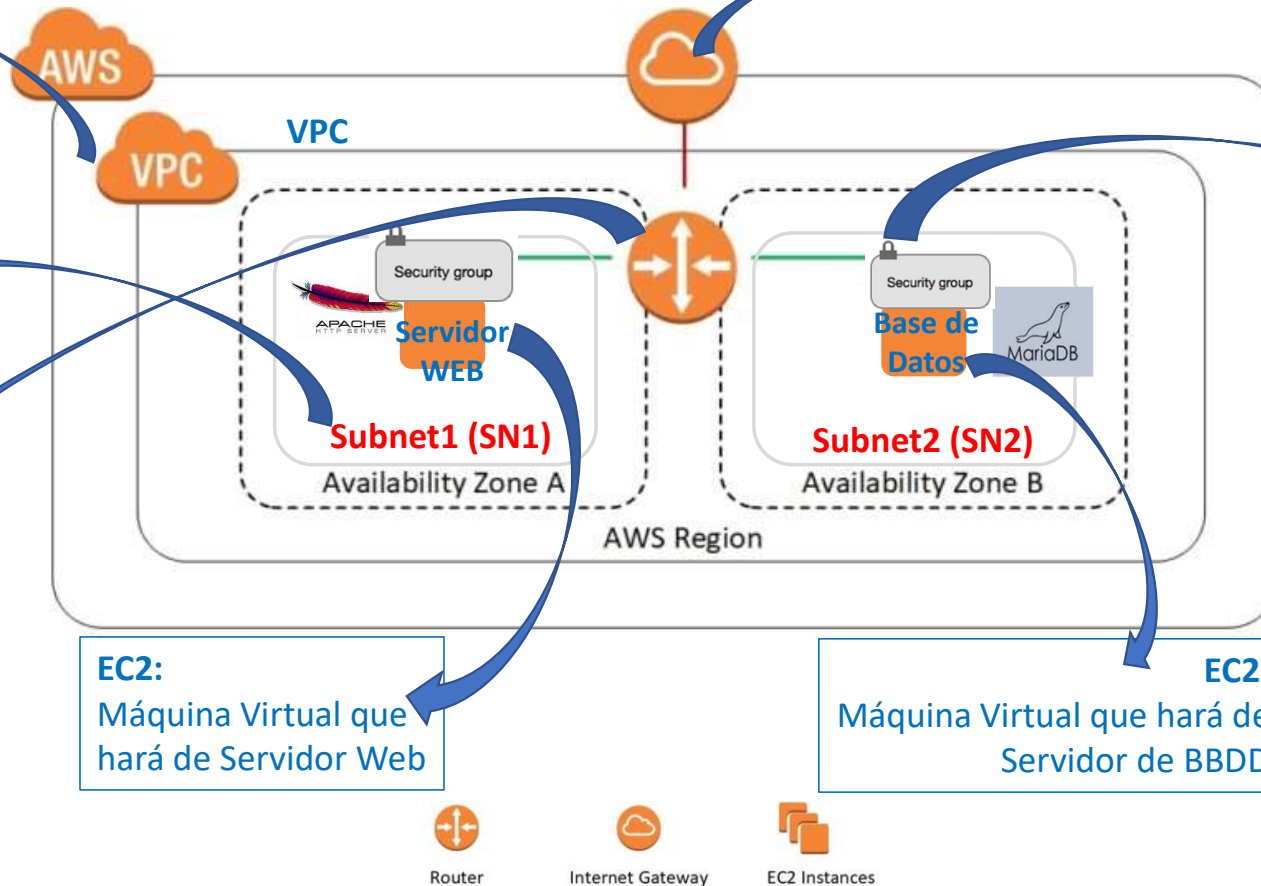 AWS
VPC
VPC
Security group
Security group
APACHE
HTTP SERVER
Servidor
WEB
Base de
Datos
MariaDB
Subnet1 (SN1)
Subnet2 (SN2)
Availability Zone A
Availability Zone B
AWS Region
EC2:
Máquina Virtual que
hará de Servidor Web
EC2
Máquina Virtual que hará de
Servidor de BBDD
Router
Internet Gateway
EC2 Instances